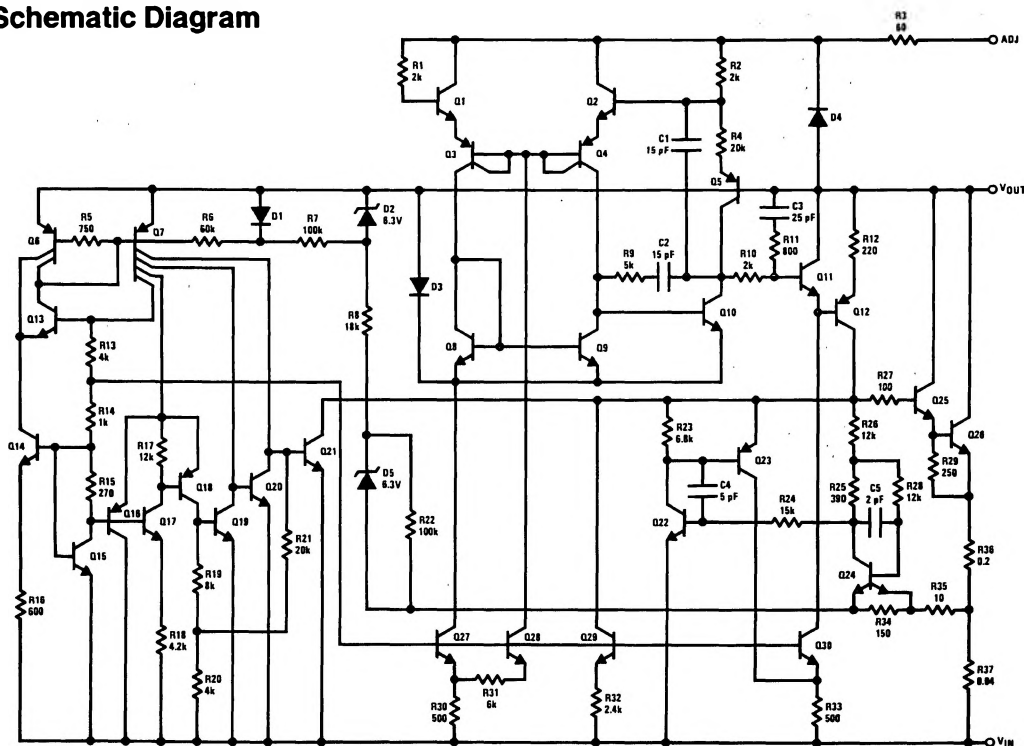 Schematic Diagram
R3
60
ADJ
R1
2k
R2
2k
Q1
Q2
D4
C1
15 pF
R4
20k
Q3
Q4
Q5
VOUT
R5
750
Q6
Q7
R6
60k
D1
R7
100k
D2
6.3V
C3
25 pF
R11
800
R12
220
R9
5k
C2
15 pF
R10
2k
Q11
D3
R8
18k
Q10
Q12
Q13
R13
4k
Q8
Q9
R14
1k
R27
100
Q25
Q14
R17
12k
Q21
R23
6.8k
Q23
R26
12k
Q26
R15
270
Q18
Q20
D5
6.3V
C4
5 pF
R25
390
C5
2 pF
R28
12k
R29
250
Q16
Q17
Q19
R21
20k
R22
100k
Q22
R24
15k
Q15
R19
8k
Q24
R35
10
R36
0.2
R16
600
R34
150
R18
4.2k
Q27
Q28
Q29
Q30
R20
4k
R31
6k
R30
500
R32
2.4k
R33
500
R37
0.04
VIN